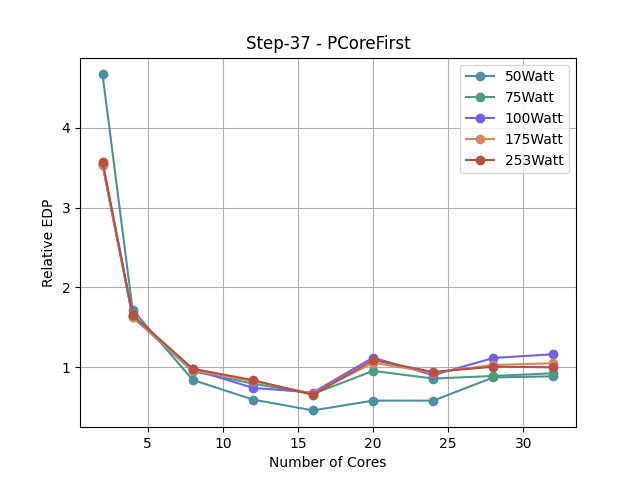 Step-37 - PCoreFirst
50Watt
75Watt
100Watt
175Watt
253Watt
Relative EDP
4
3
2
1
5 10 15 20 25 30
Number of Cores